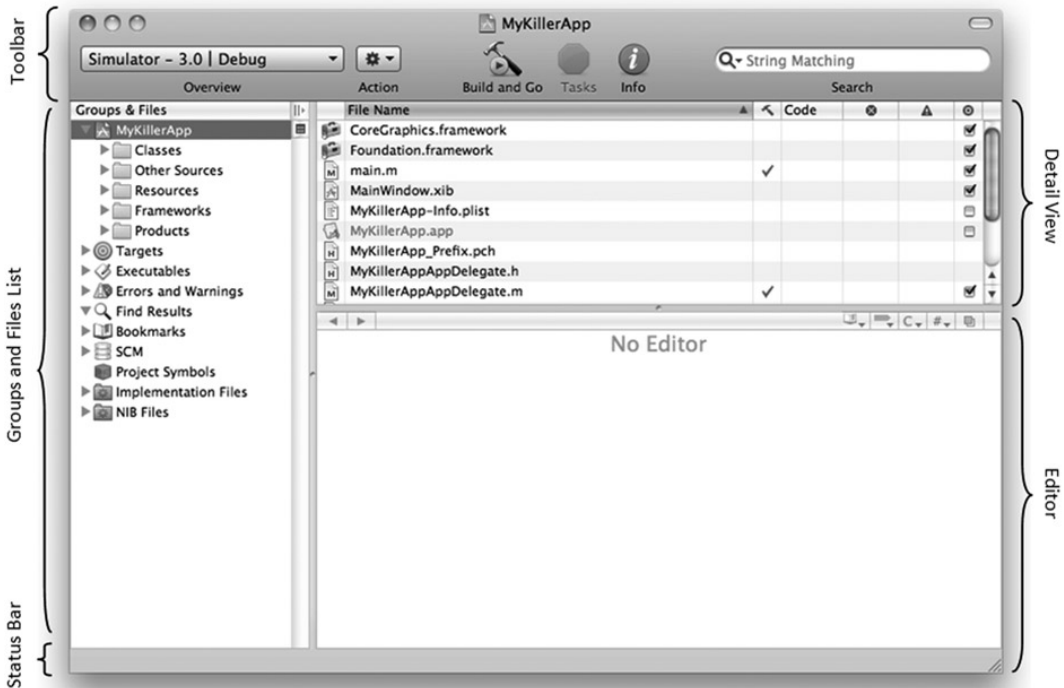 MyKillerApp
Toolbar
Simulator – 3.0 | Debug
String Matching
Overview
Action
Build and Go
Tasks
Info
Search
Groups & Files
MyKillerApp
Classes
Other Sources
Resources
Frameworks
Products
Targets
Executables
Errors and Warnings
Find Results
Bookmarks
SCM
Project Symbols
Implementation Files
NIB Files
Groups and Files List
File Name
Code
CoreGraphics.framework
Foundation.framework
main.m
MainWindow.xib
MyKillerApp-Info.plist
MyKillerApp.app
MyKillerApp_Prefix.pch
MyKillerAppAppDelegate.h
MyKillerAppAppDelegate.m
Detail View
C
#
No Editor
Editor
Status Bar